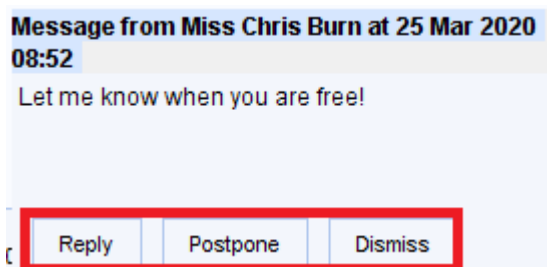 Message from Miss Chris Burn at 25 Mar 2020
08:52
Let me know when you are free!
Reply Postpone Dismiss